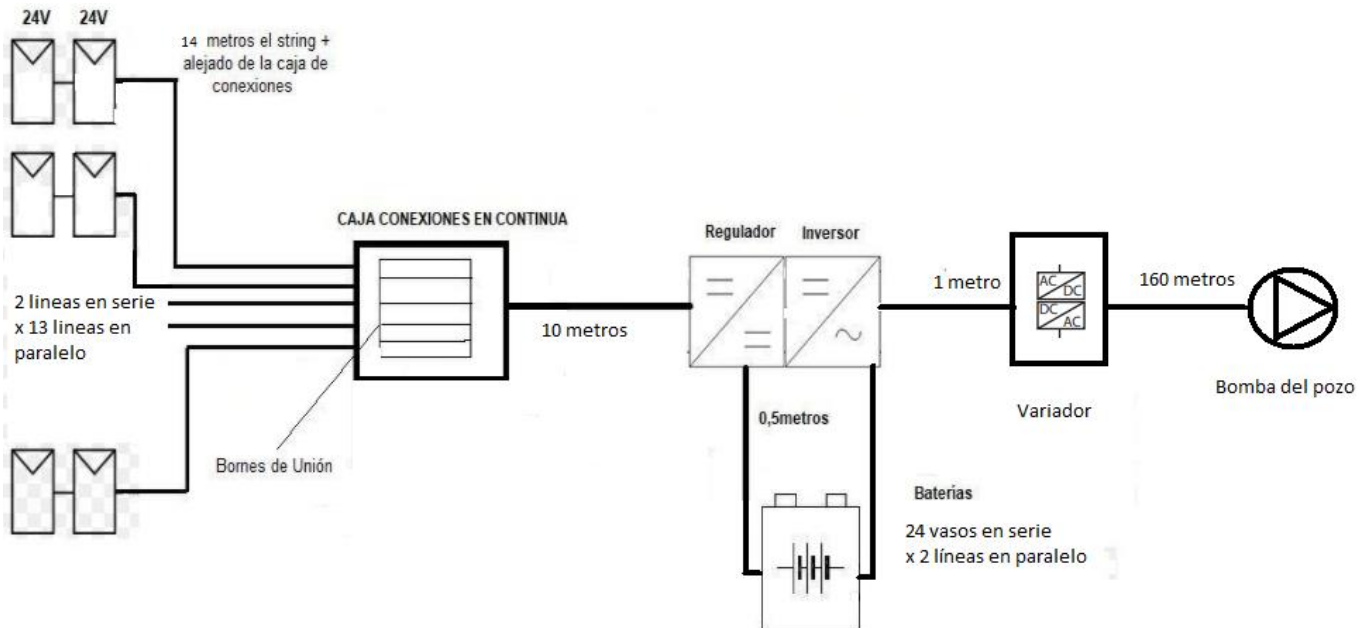 24V 24V
14 metros el string +
alejado de la caja de
conexiones
CAJA CONEXIONES EN CONTINUA
2 lineas en serie
x 13 lineas en
paralelo
Bornes de Unión
10 metros
Regulador Inversor
0,5metros
Baterías
24 vasos en serie
x 2 líneas en paralelo
1 metro
AC
DC
DC
AC
Variador
160 metros
Bomba del pozo